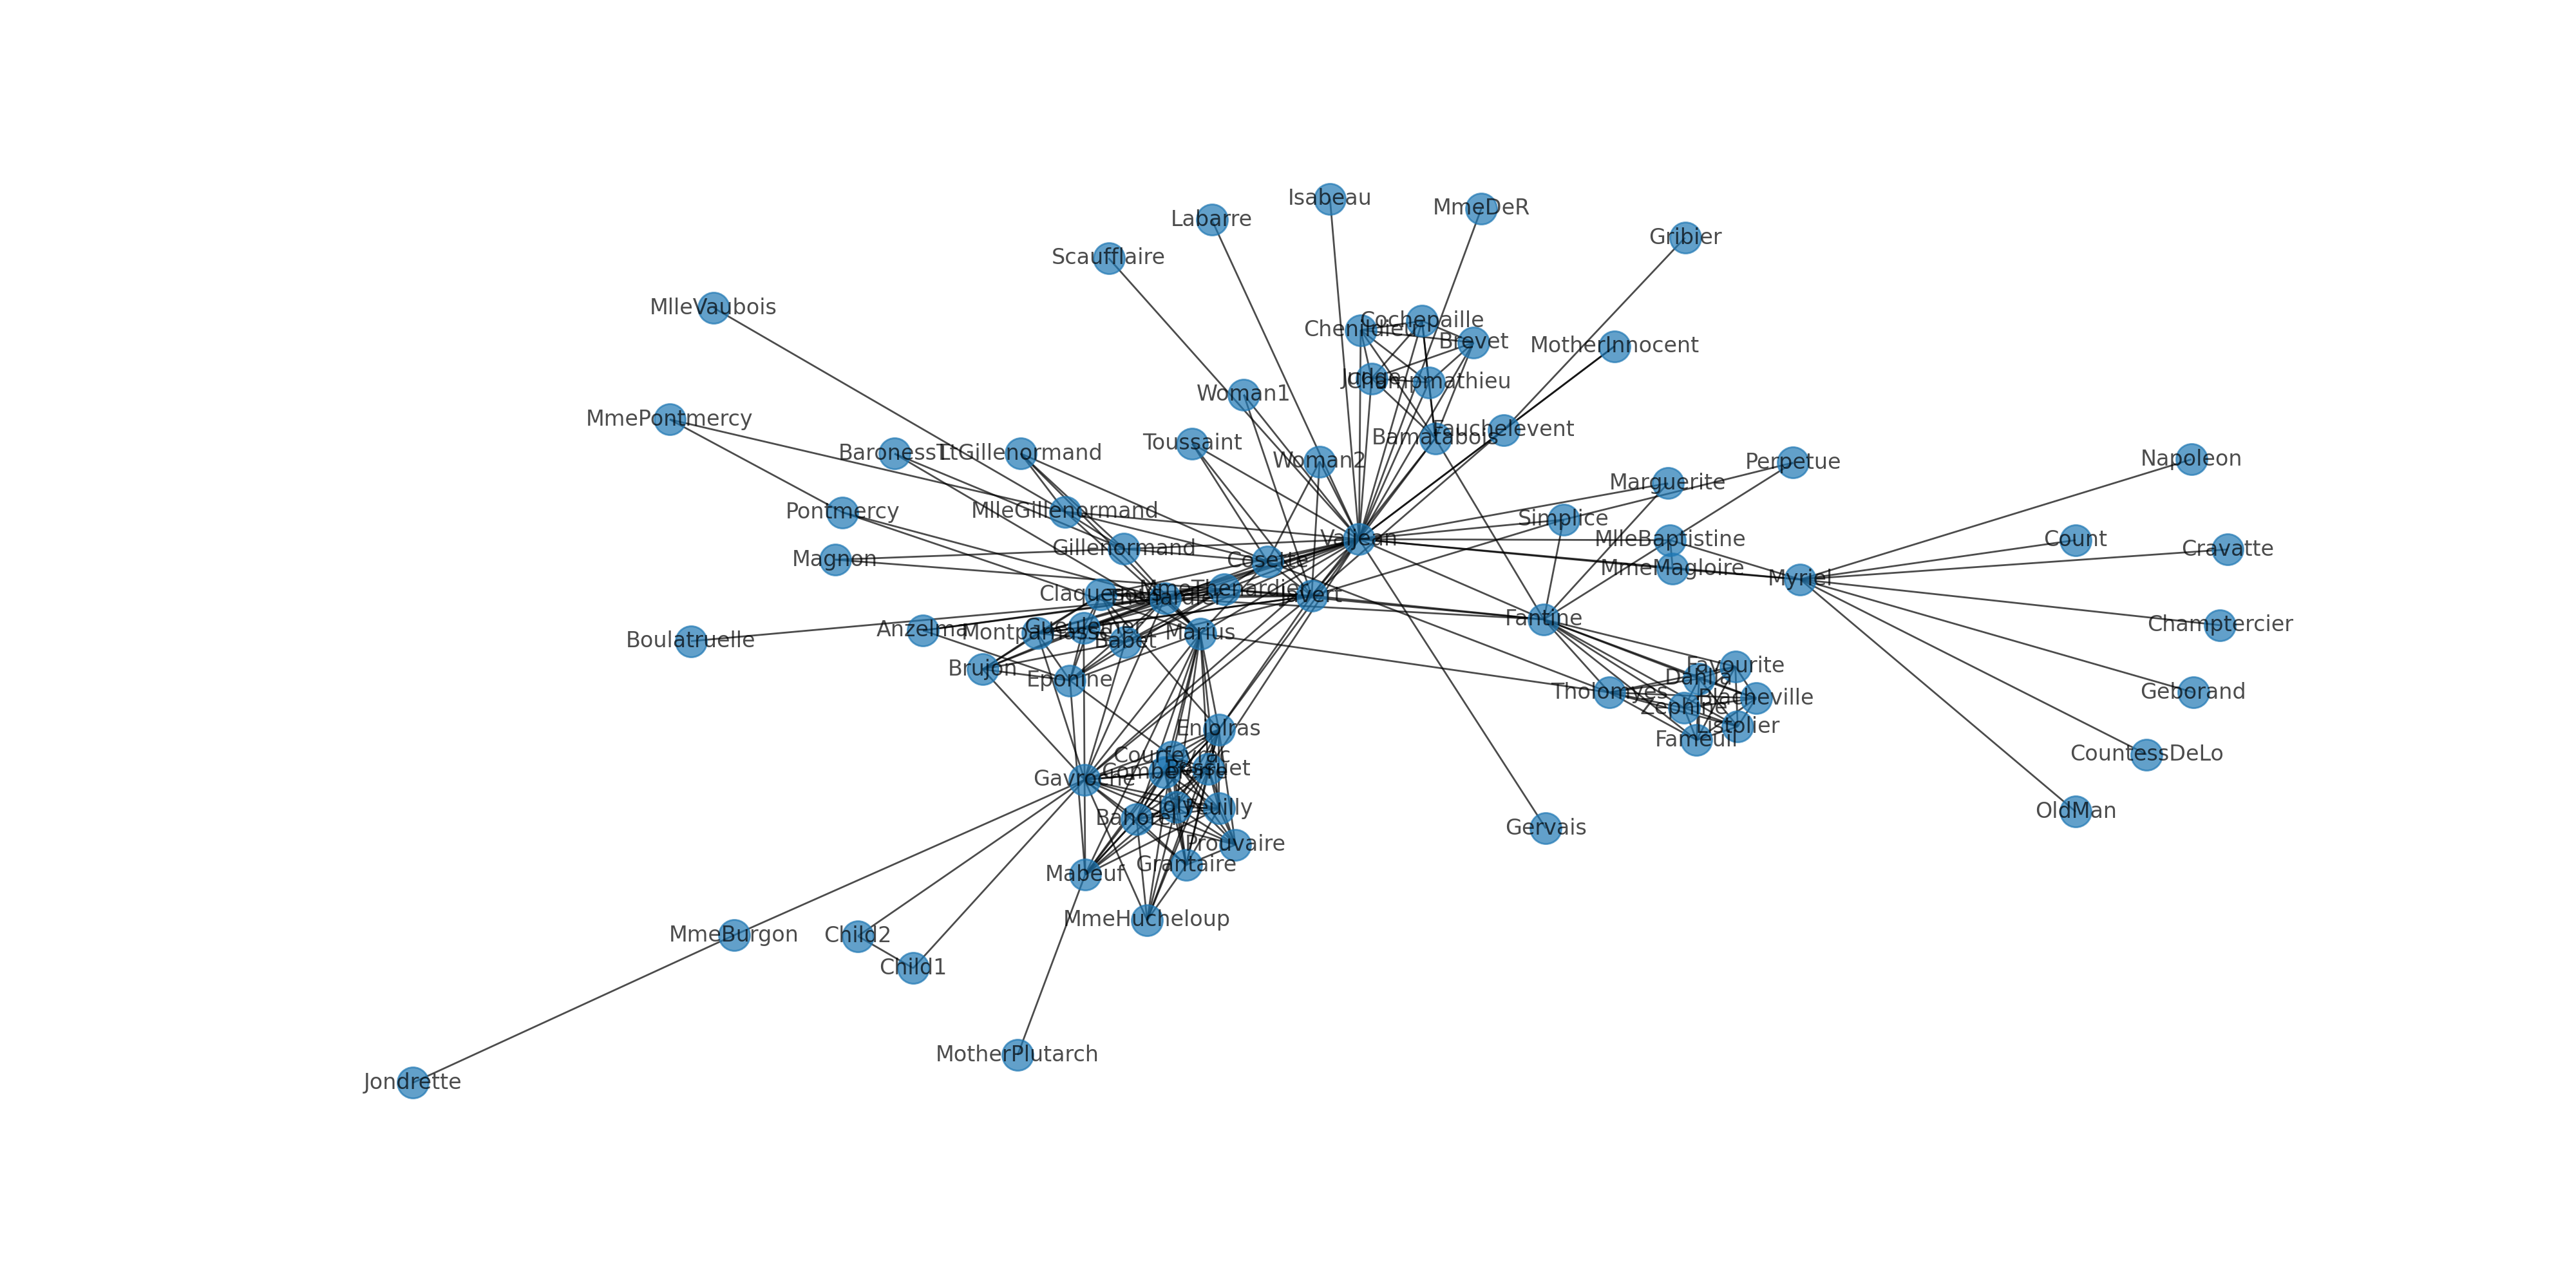 Isabeau
MmeDeR
Labarre
Gribier
Scaufflaire
MlleVaubois
Cochepaille
Chenildieu
Brevet
MotherInnocent
Judge
Champmathieu
Woman1
MmePontmercy
Fauchelevent
Bamatabois
Toussaint
BaronessT
LtGillenormand
Woman2
Perpetue
Napoleon
Marguerite
Pontmercy
MlleGillenormand
Simplice
Valjean
MlleBaptistine
Count
Gillenormand
Cravatte
Magnon
Cosette
MmeMagloire
Myriel
MmeThenardier
Claquesous
Thenardier
Javert
Fantine
Champtercier
Anzelma
Montparnasse
Gueulemer
Marius
Boulatruelle
Babet
Brujon
Eponine
Favourite
Dahlia
Tholomyes
Blacheville
Geborand
Zephine
Listolier
Enjolras
Fameuil
Courfeyrac
CountessDeLo
Combeferre
Bossuet
Gavroche
Joly
Feuilly
OldMan
Bahorel
Gervais
Prouvaire
Grantaire
Mabeuf
MmeHucheloup
MmeBurgon
Child2
Child1
MotherPlutarch
Jondrette